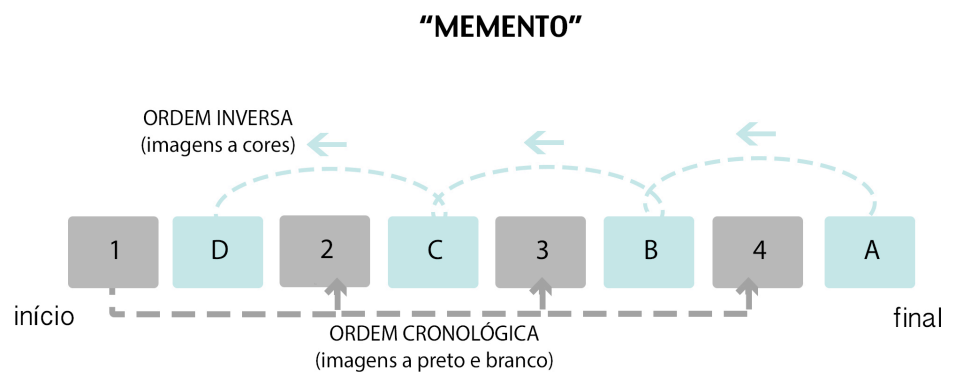 “MEMENTO”
ORDEM INVERSA
(imagens a cores)
1 D 2 C 3 B 4 A
início
final
ORDEM CRONOLÓGICA
(imagens a preto e branco)